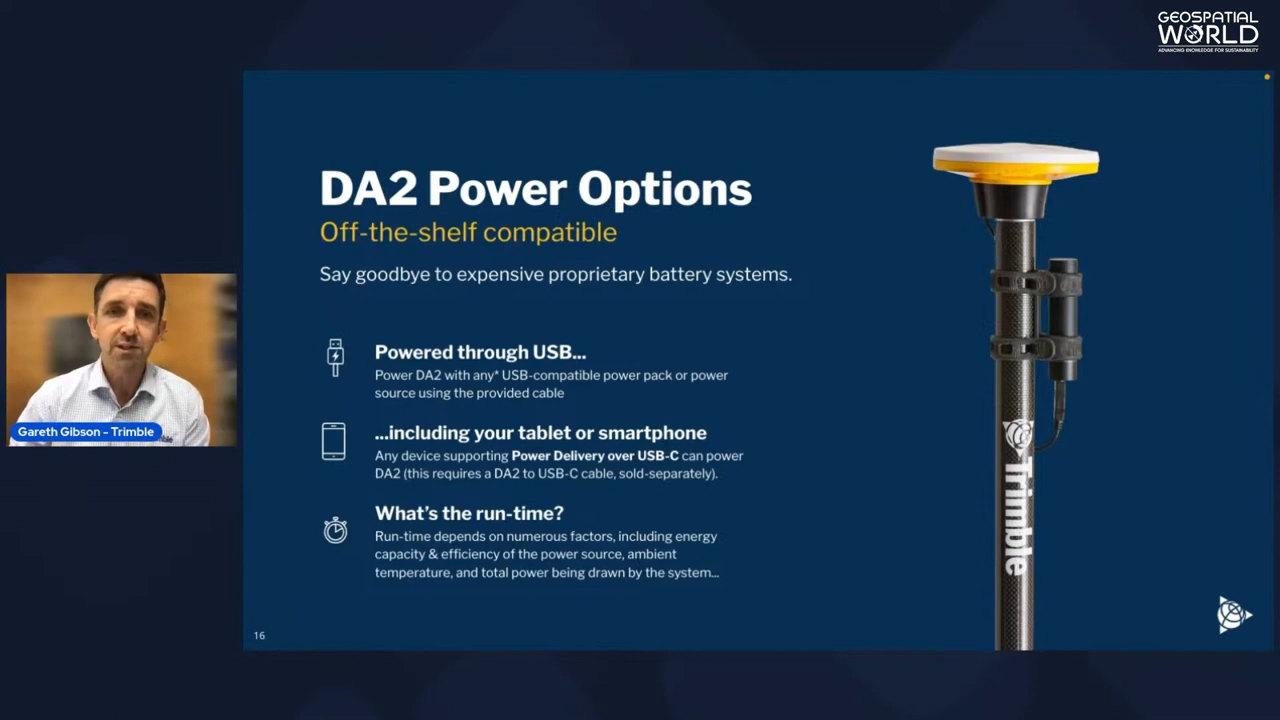 GEOSPATIAL
WORLD
ADVANCING KNOWLEDGE FOR SUSTAINABILITY
DA2 Power Options
Off-the-shelf compatible
Say goodbye to expensive proprietary battery systems.
Powered through USB...
Power DA2 with any* USB-compatible power pack or power
source using the provided cable
...including your tablet or smartphone
Any device supporting Power Delivery over USB-C can power
DA2 (this requires a DA2 to USB-C cable, sold-separately).
What's the run-time?
Run-time depends on numerous factors, including energy
capacity & efficiency of the power source, ambient
temperature, and total power being drawn by the system...
Trimble
Gareth Gibson – Trimble
16